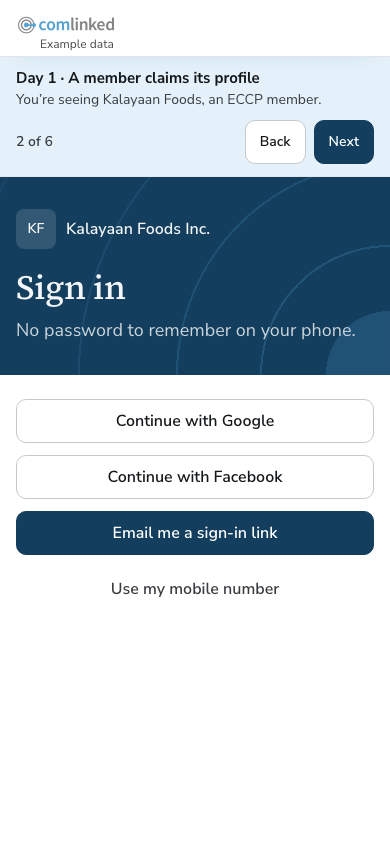 comlinked
Example data
Day 1 · A member claims its profile
You’re seeing Kalayaan Foods, an ECCP member.
2 of 6
Back
Next
KF
Kalayaan Foods Inc.
Sign in
No password to remember on your phone.
Continue with Google
Continue with Facebook
Email me a sign-in link
Use my mobile number